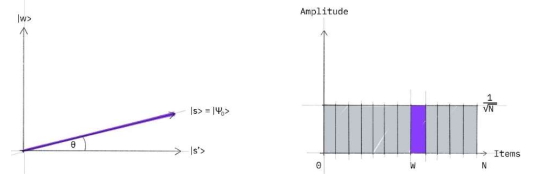 |w>
|s> = |Ψ₀>
θ
|s'>
Amplitude
1
√N
Items
0
W
N